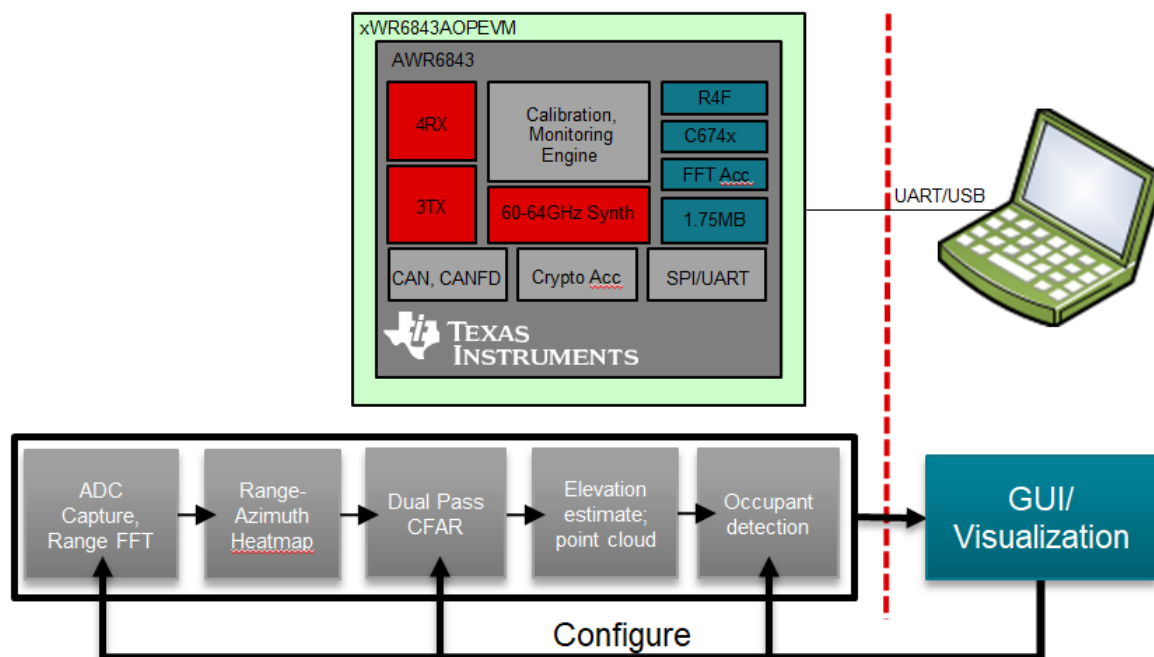 xWR6843AOPEVM
AWR6843
4RX
Calibration,
Monitoring
Engine
R4F
C674x
FFT Acc
3TX
60-64GHz Synth
1.75MB
CAN, CANFD
Crypto Acc
SPI/UART
TEXAS
INSTRUMENTS
UART/USB
ADC
Capture,
Range FFT
Range-
Azimuth
Heatmap
Dual Pass
CFAR
Elevation
estimate;
point cloud
Occupant
detection
GUI/
Visualization
Configure